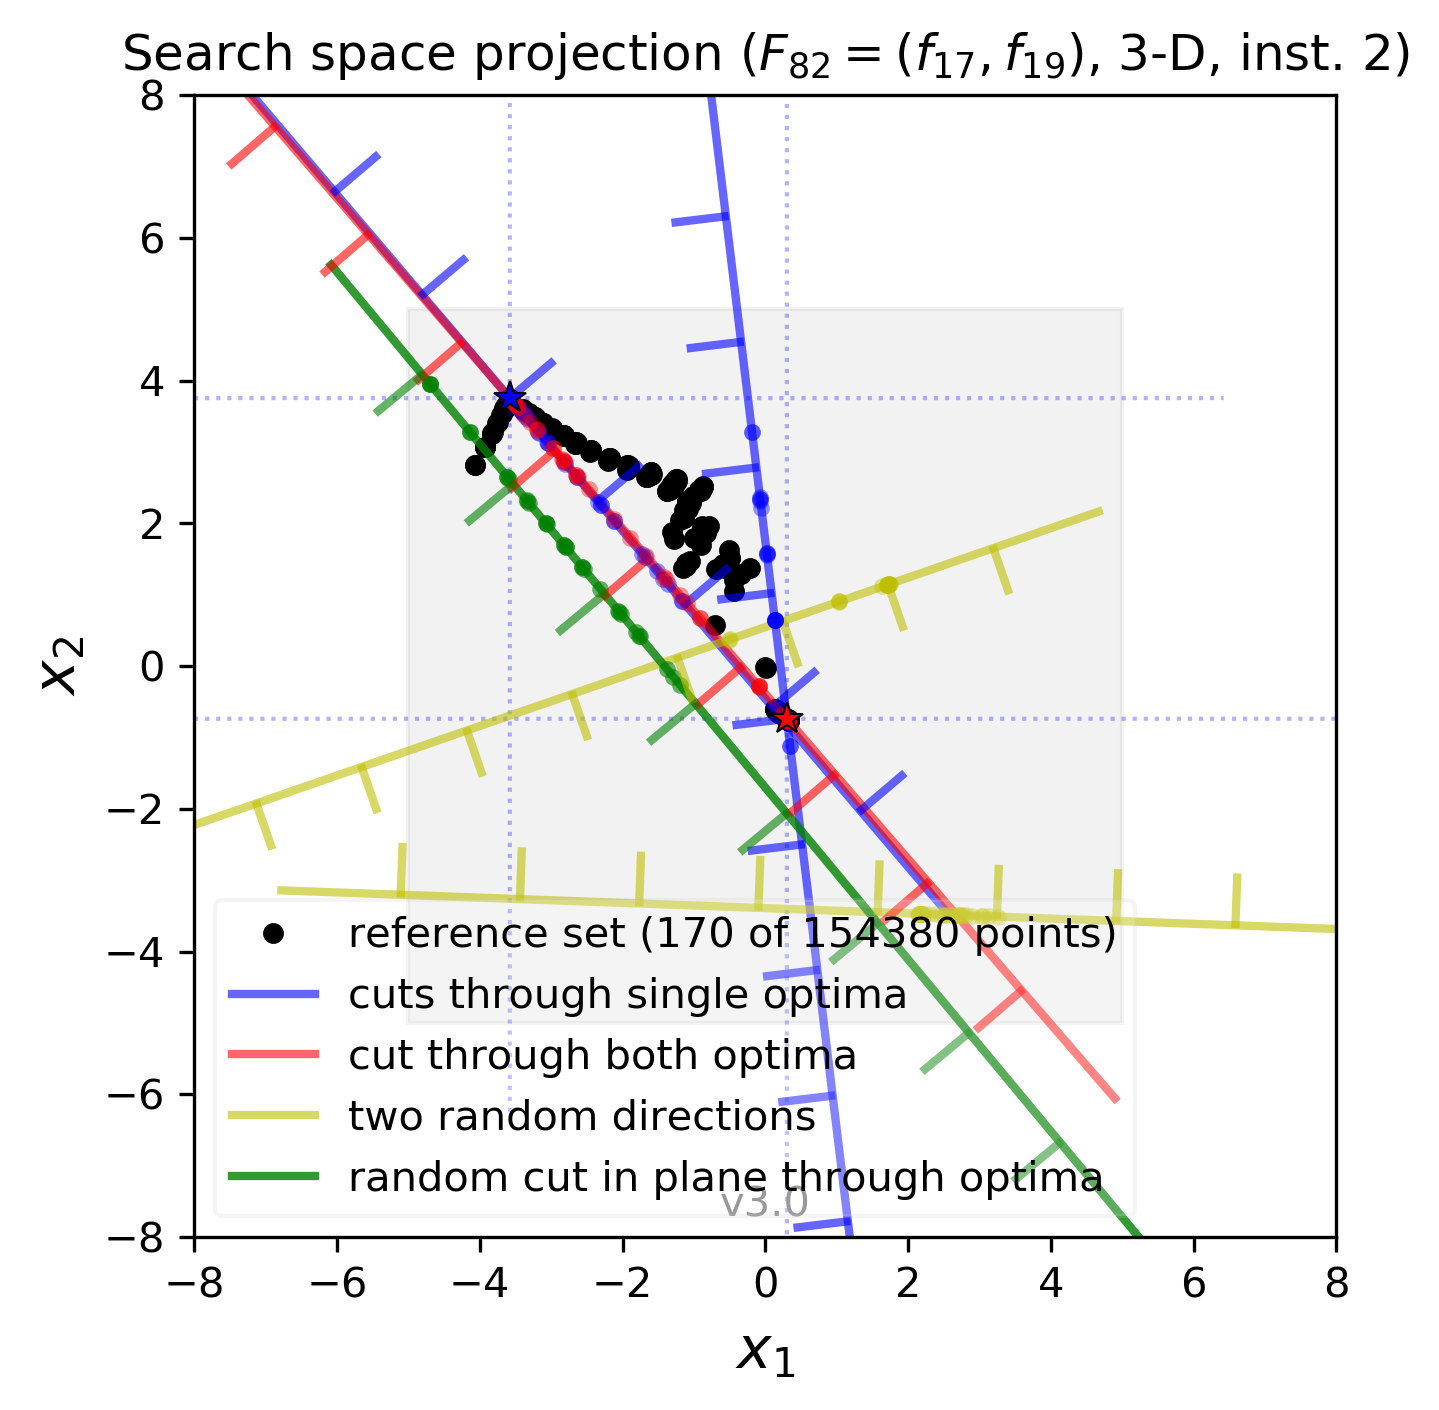 Search space projection (F₈₂ = (f₁₇, f₁₉), 3-D, inst. 2)
8
6
4
2
0
−2
−4
−6
−8
x₂
reference set (170 of 154380 points)
cuts through single optima
cut through both optima
two random directions
random cut in plane through optima
v3.0
−8 −6 −4 −2 0 2 4 6 8
x₁